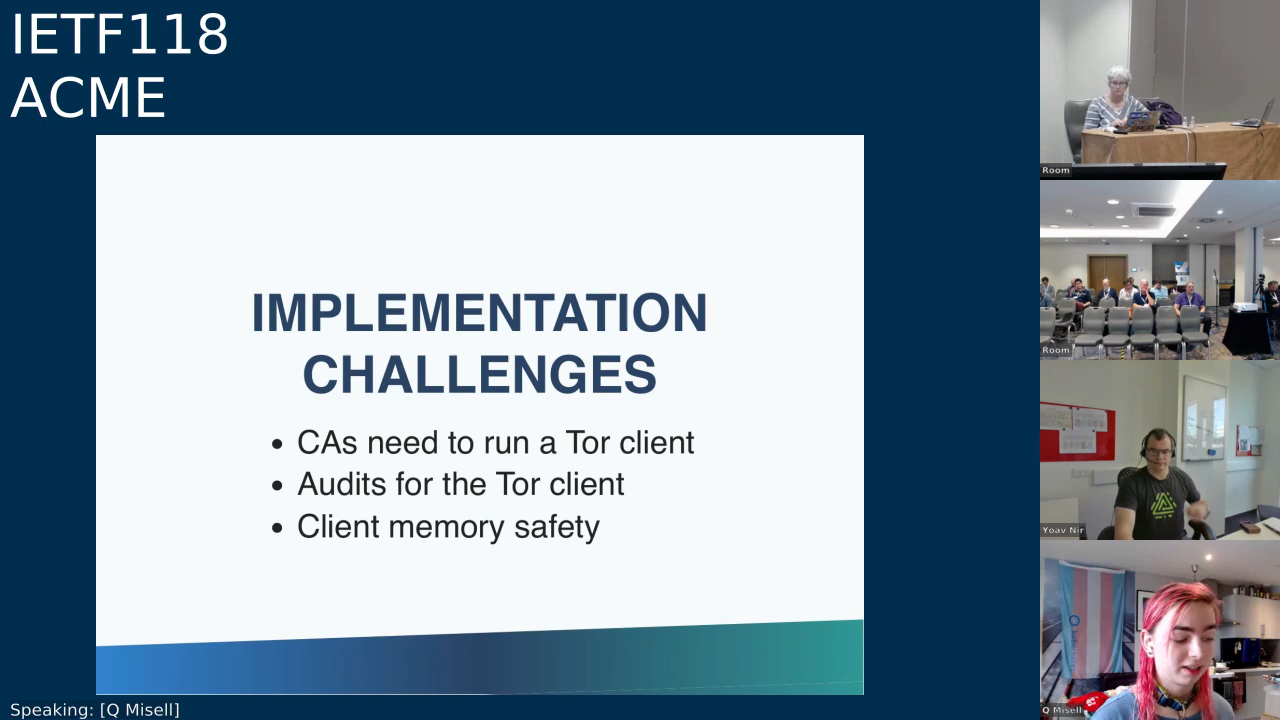 IETF118
ACME
IMPLEMENTATION
CHALLENGES
• CAs need to run a Tor client
• Audits for the Tor client
• Client memory safety
Speaking: [Q Misell]
Room
Room
Yoav Nir
Q Misell